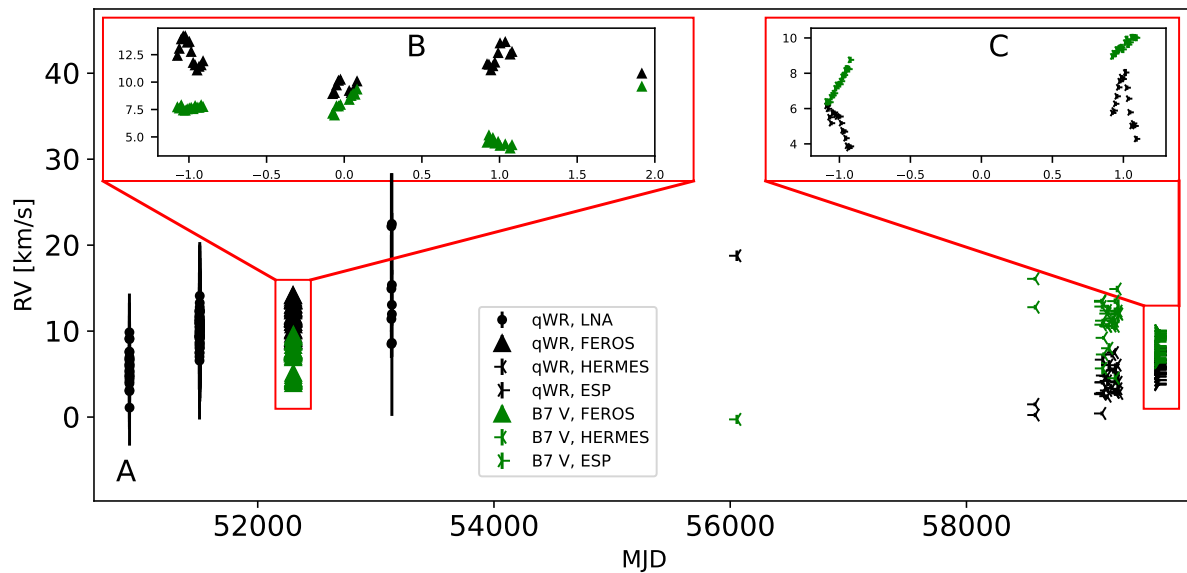 B
C
12.5
10.0
7.5
5.0
−1.0
−0.5
0.0
0.5
1.0
1.5
2.0
10
8
6
4
−1.0
−0.5
0.0
0.5
1.0
40
30
20
10
0
RV [km/s]
A
qWR, LNA
qWR, FEROS
qWR, HERMES
qWR, ESP
B7 V, FEROS
B7 V, HERMES
B7 V, ESP
52000
54000
56000
58000
MJD